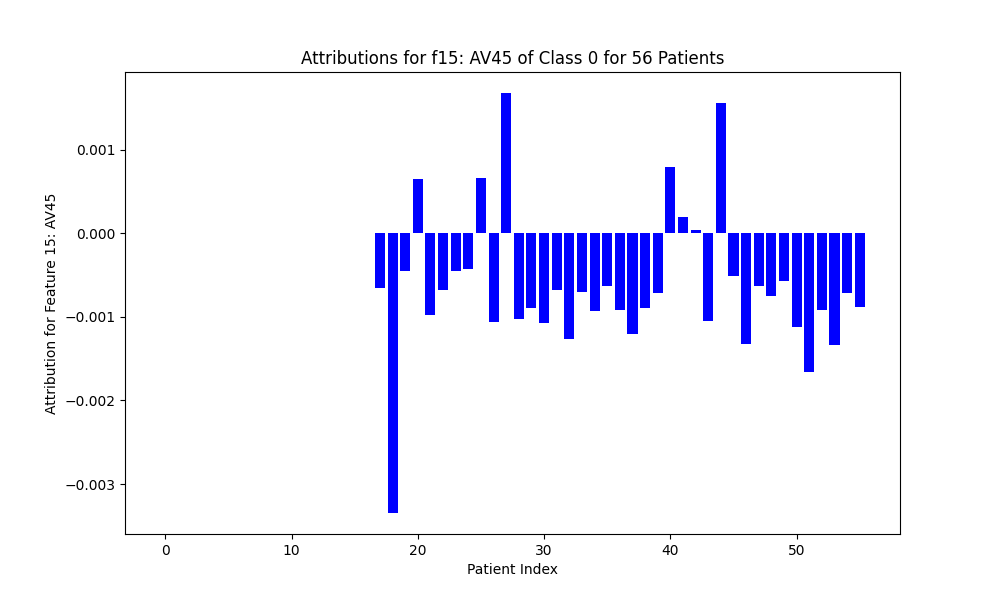 Attributions for f15: AV45 of Class 0 for 56 Patients
Attribution for Feature 15: AV45
0.001
0.000
−0.001
−0.002
−0.003
0 10 20 30 40 50
Patient Index